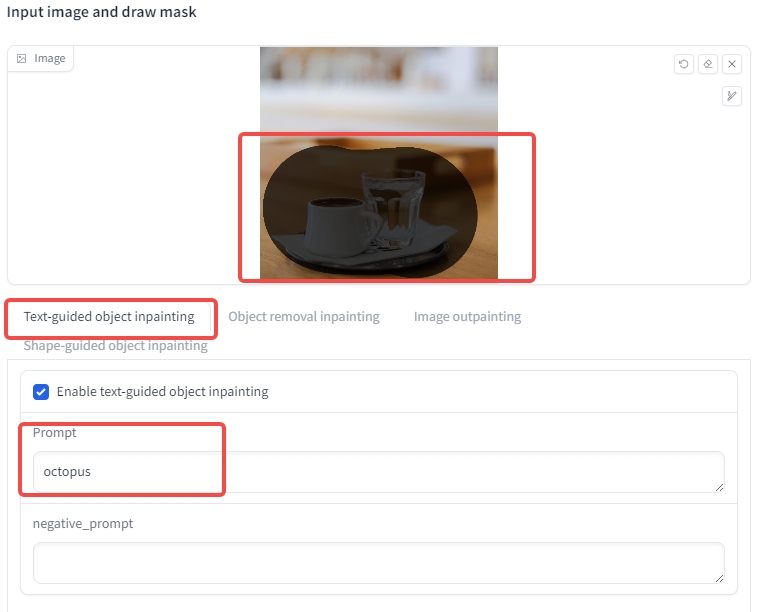 Input image and draw mask
Image
Text-guided object inpainting
Object removal inpainting
Image outpainting
Shape-guided object inpainting
Enable text-guided object inpainting
Prompt
octopus
negative_prompt